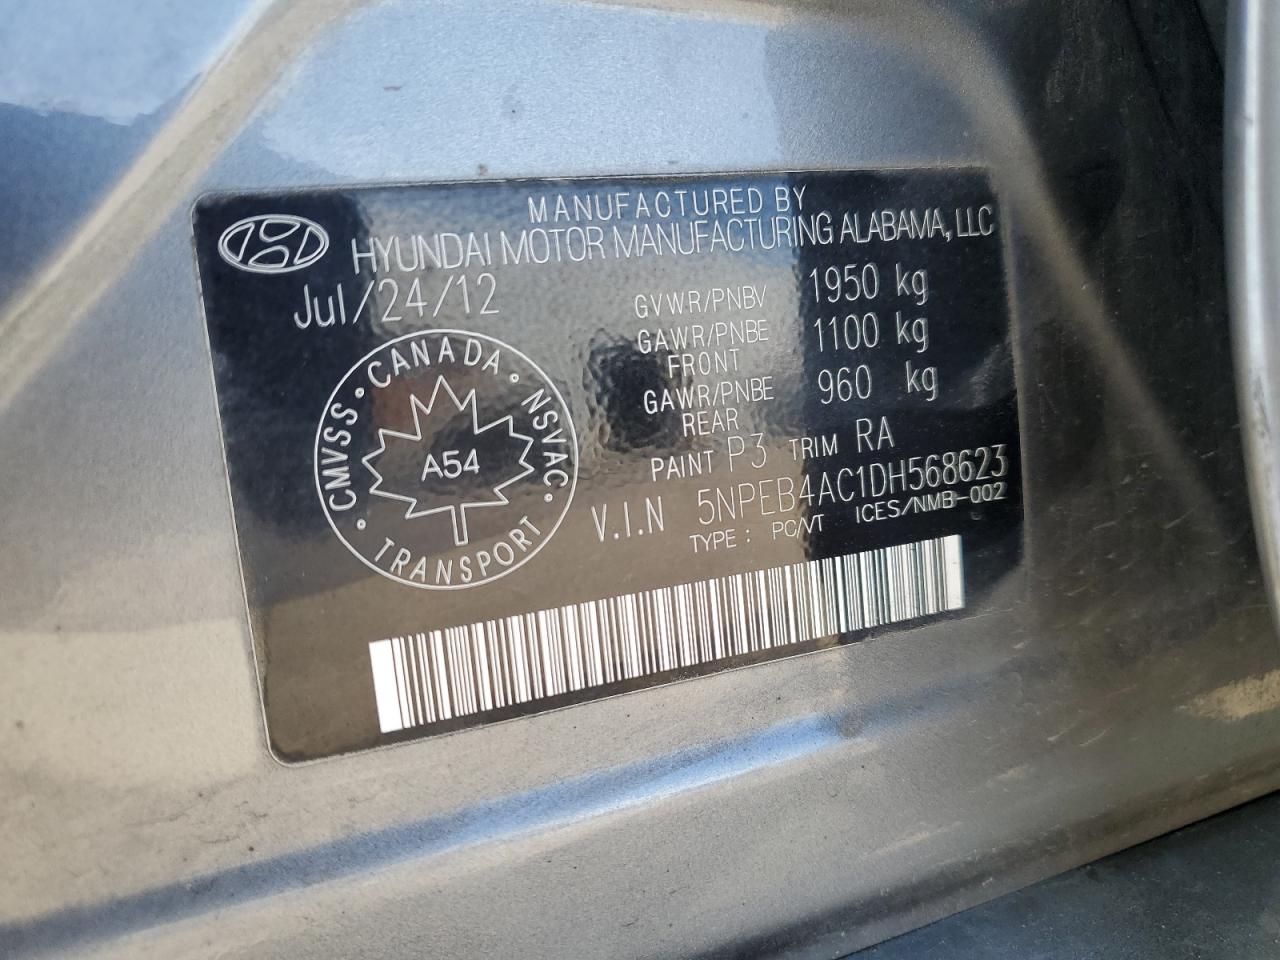 MANUFACTURED BY
HYUNDAI MOTOR MANUFACTURING ALABAMA, LLC
Jul/24/12
GVWR/PNBV 1950 kg
GAWR/PNBE FRONT 1100 kg
GAWR/PNBE REAR 960 kg
PAINT P3 TRIM RA
V.I.N 5NPEB4AC1DH568623
TYPE : PC/VT ICES/NMB-002
CMVSS · CANADA · NSVAC · TRANSPORT ·
A54